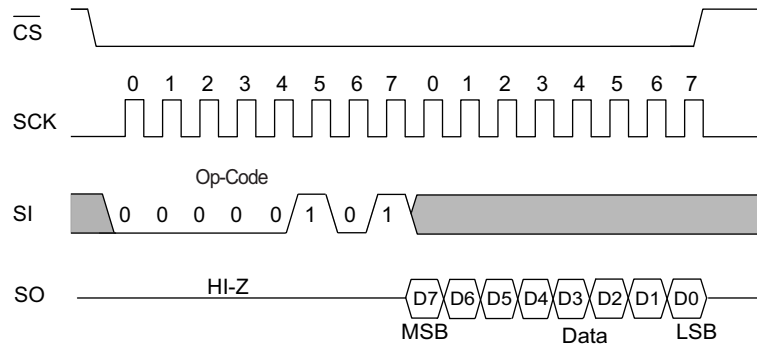 CS
0 1 2 3 4 5 6 7 0 1 2 3 4 5 6 7
SCK
Op-Code
SI 0 0 0 0 0 1 0 1
HI-Z
SO D7 D6 D5 D4 D3 D2 D1 D0
MSB Data LSB